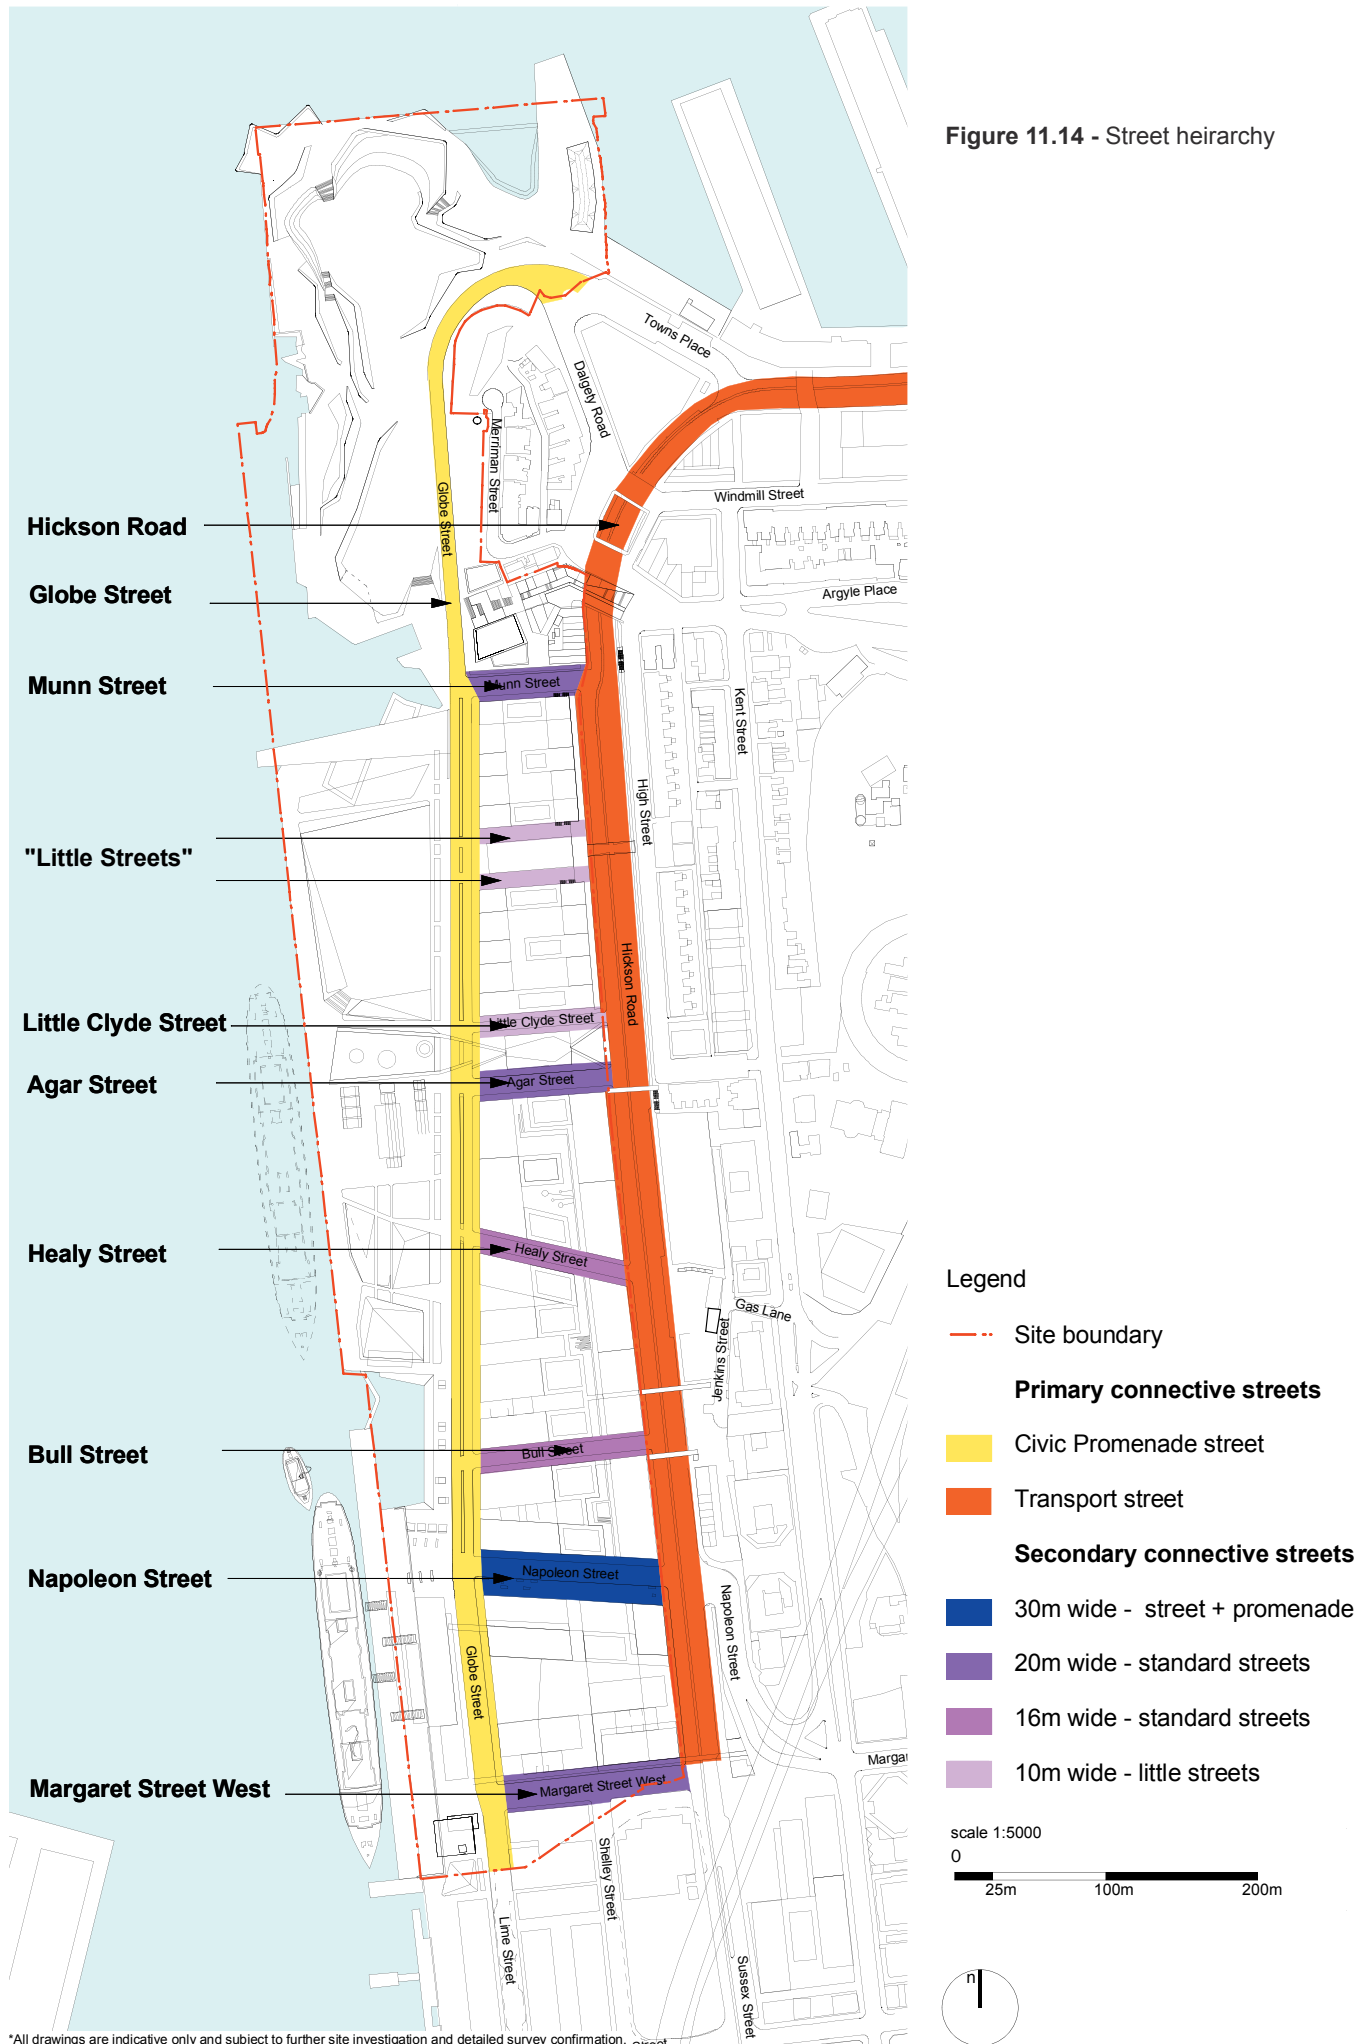 Figure 11.14 - Street heirarchy
Towns Place
Dalgety Road
Merriman Street
Globe Street
Windmill Street
Hickson Road
Argyle Place
Globe Street
Munn Street
Munn Street
Kent Street
High Street
"Little Streets"
Hickson Road
Little Clyde Street
Little Clyde Street
Agar Street
Agar Street
Healy Street
Healy Street
Gas Lane
Jenkins Street
Bull Street
Bull Street
Napoleon Street
Napoleon Street
Napoleon Street
Globe Street
Margaret Street West
Margaret Street West
Margar
Shelley Street
Lime Street
Sussex Street
Street
Legend
Site boundary
Primary connective streets
Civic Promenade street
Transport street
Secondary connective streets
30m wide - street + promenade
20m wide - standard streets
16m wide - standard streets
10m wide - little streets
scale 1:5000
0
25m 100m 200m
n
*All drawings are indicative only and subject to further site investigation and detailed survey confirmation.